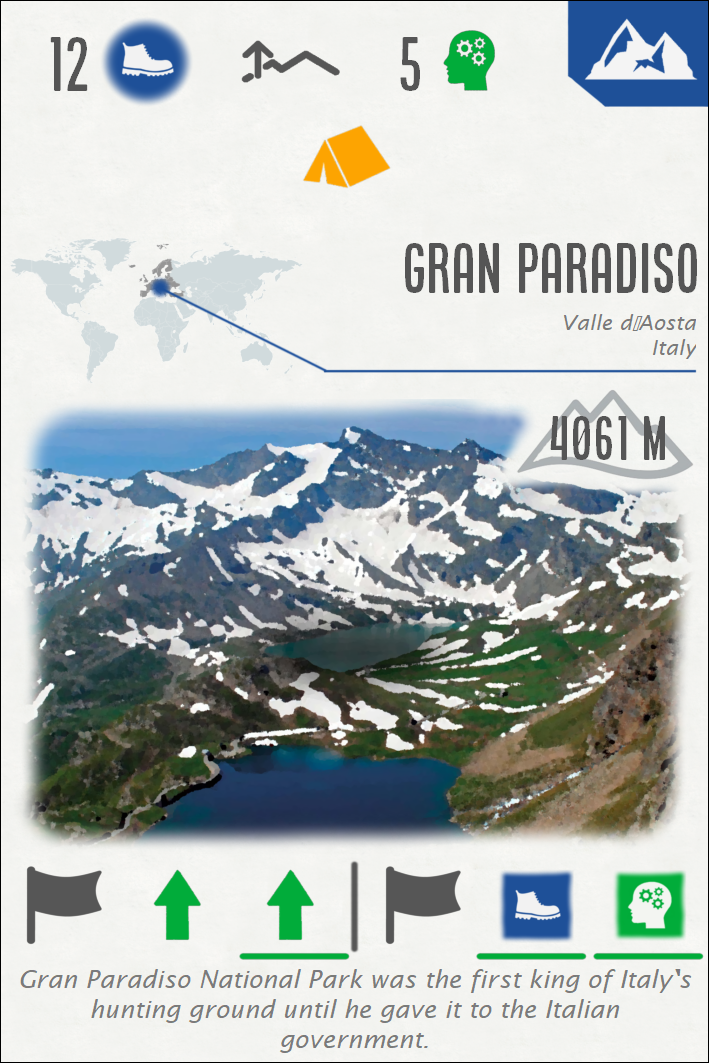 12
5
GRAN PARADISO
Valle d▯Aosta
Italy
4061 M
Gran Paradiso National Park was the first king of Italy‛s
hunting ground until he gave it to the Italian
government.